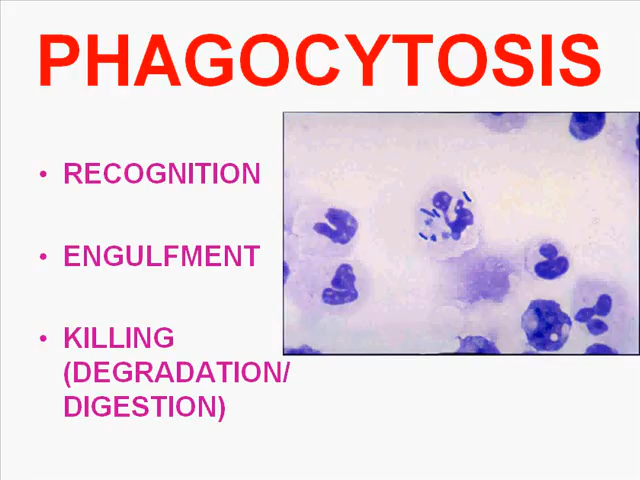 PHAGOCYTOSIS
• RECOGNITION
• ENGULFMENT
• KILLING
(DEGRADATION/
DIGESTION)